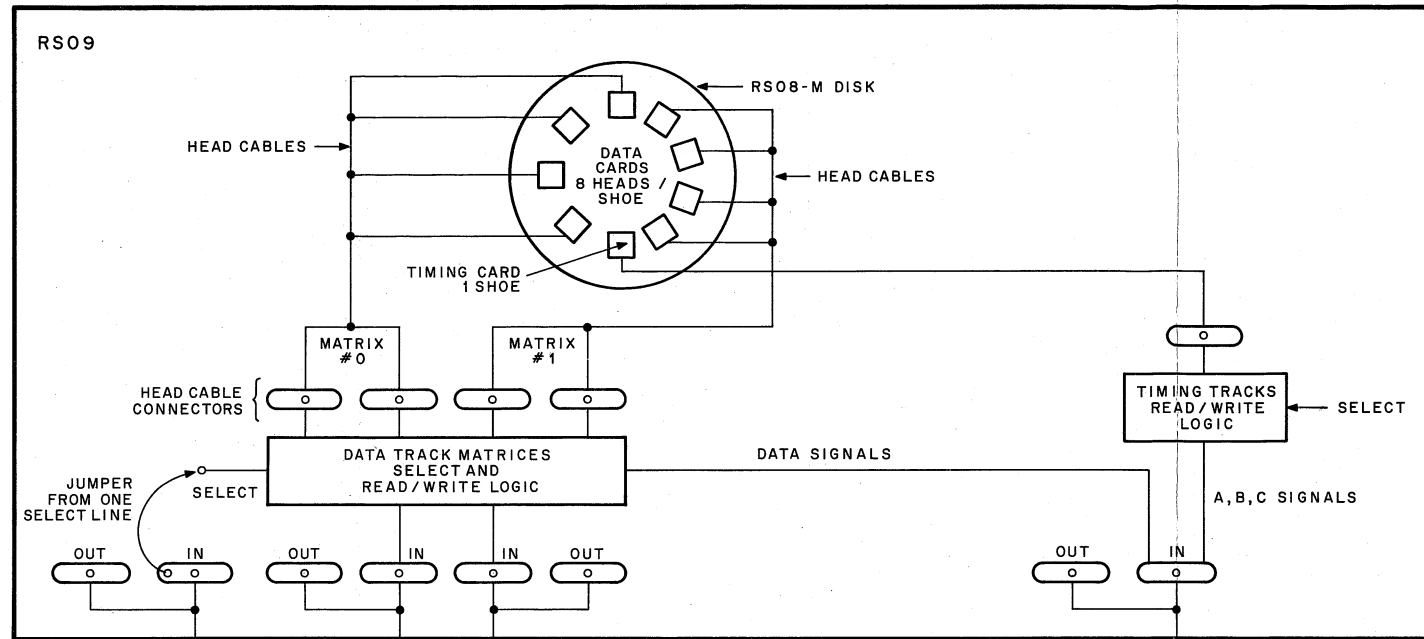 RS09
RS08-M DISK
HEAD CABLES
DATA
CARDS
8 HEADS /
SHOE
HEAD CABLES
TIMING CARD
1 SHOE
MATRIX
#0
MATRIX
#1
HEAD CABLE
CONNECTORS
TIMING TRACKS
READ/WRITE
LOGIC
SELECT
DATA TRACK MATRICES
SELECT AND
READ/WRITE LOGIC
DATA SIGNALS
SELECT
JUMPER
FROM ONE
SELECT LINE
A,B,C SIGNALS
OUT
IN
OUT
IN
IN
OUT
OUT
IN